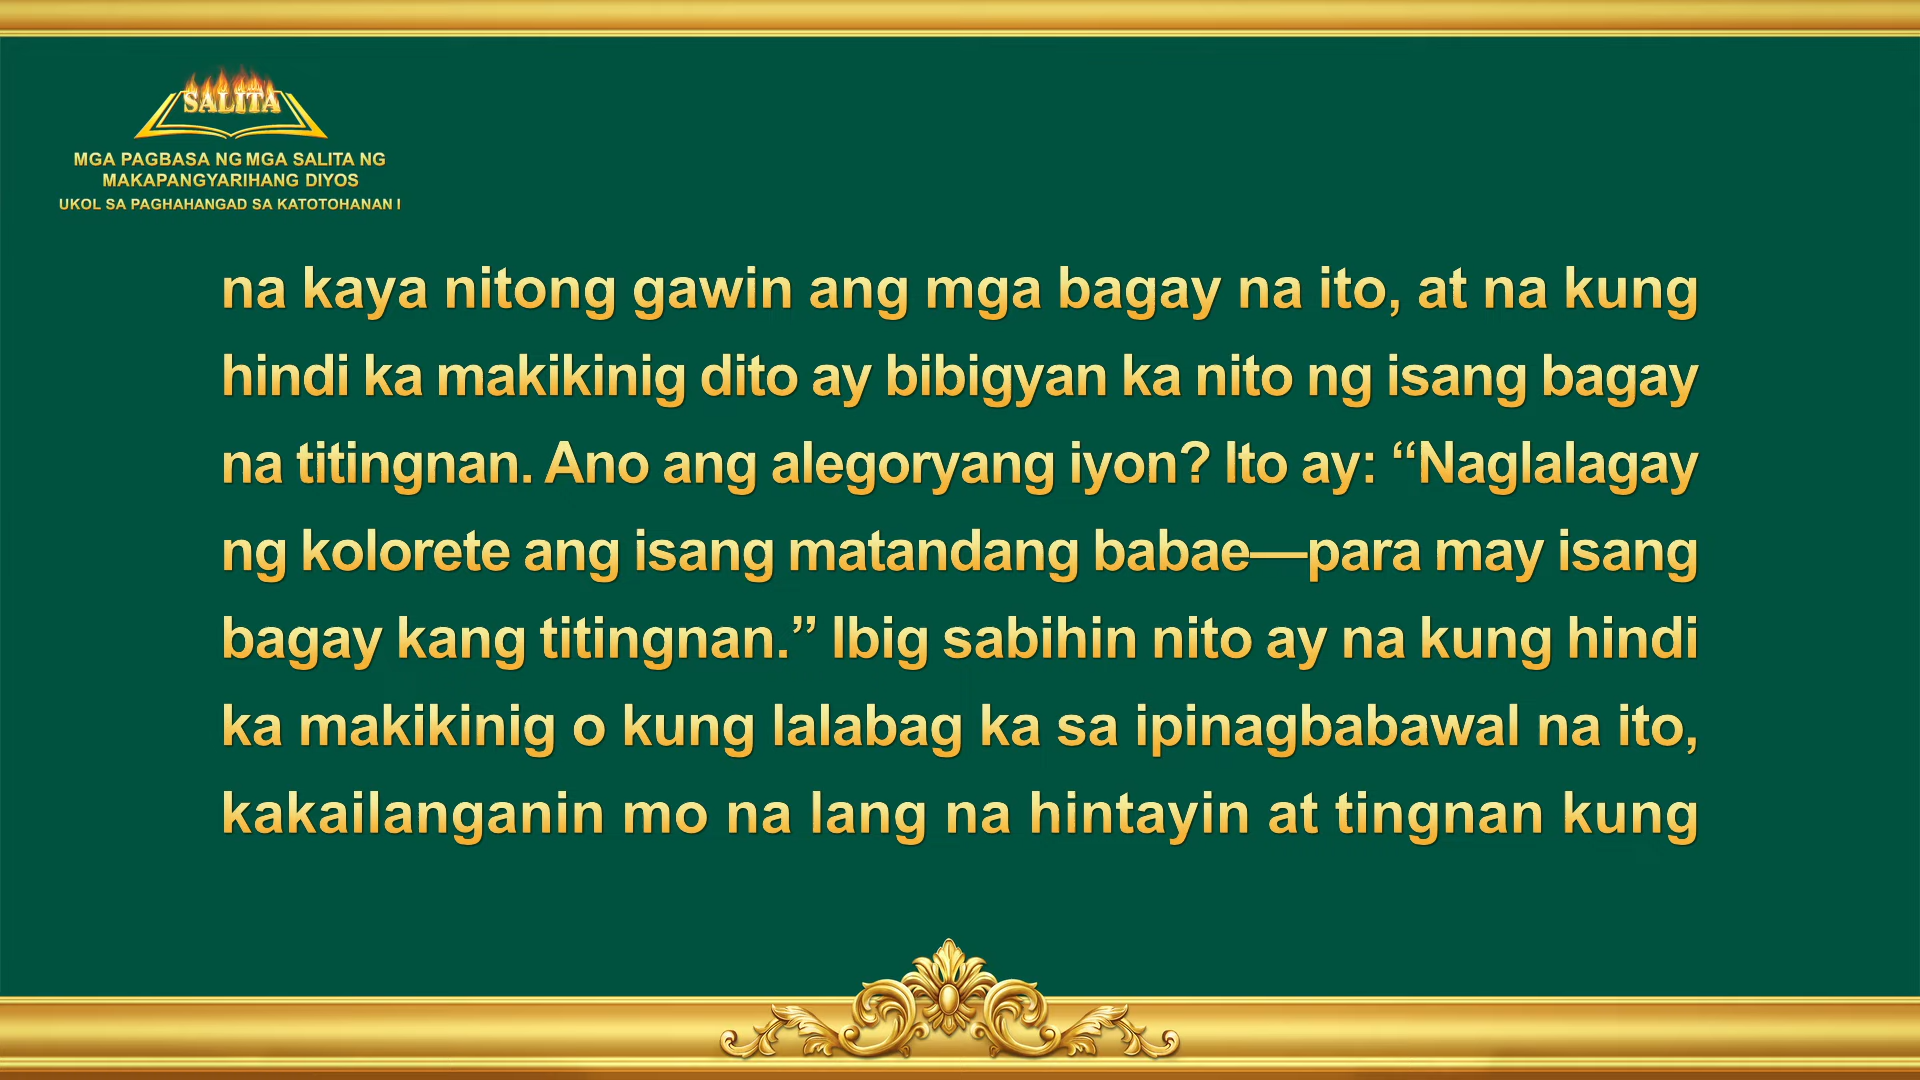 SALITA
MGA PAGBASA NG MGA SALITA NG
MAKAPANGYARIHANG DIYOS
UKOL SA PAGHAHANGAD SA KATOTOHANAN I
na kaya nitong gawin ang mga bagay na ito, at na kung
hindi ka makikinig dito ay bibigyan ka nito ng isang bagay
na titingnan. Ano ang alegoryang iyon? Ito ay: “Naglalagay
ng kolorete ang isang matandang babae—para may isang
bagay kang titingnan.” Ibig sabihin nito ay na kung hindi
ka makikinig o kung lalabag ka sa ipinagbabawal na ito,
kakailanganin mo na lang na hintayin at tingnan kung